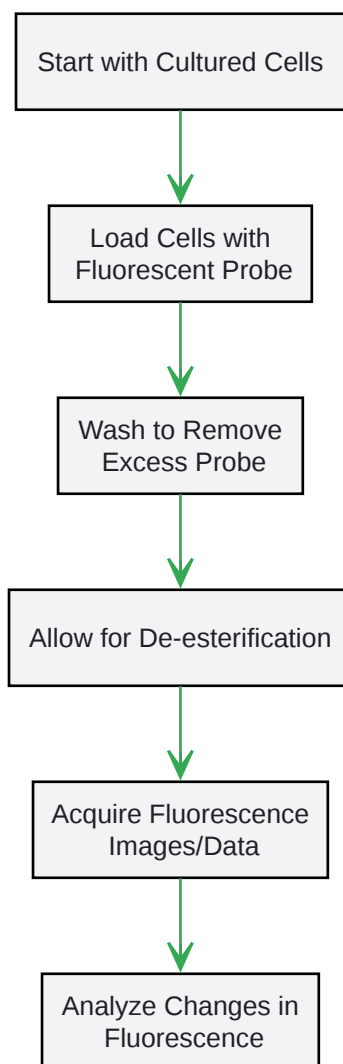 Start with Cultured Cells
Load Cells with
Fluorescent Probe
Wash to Remove
Excess Probe
Allow for De-esterification
Acquire Fluorescence
Images/Data
Analyze Changes in
Fluorescence